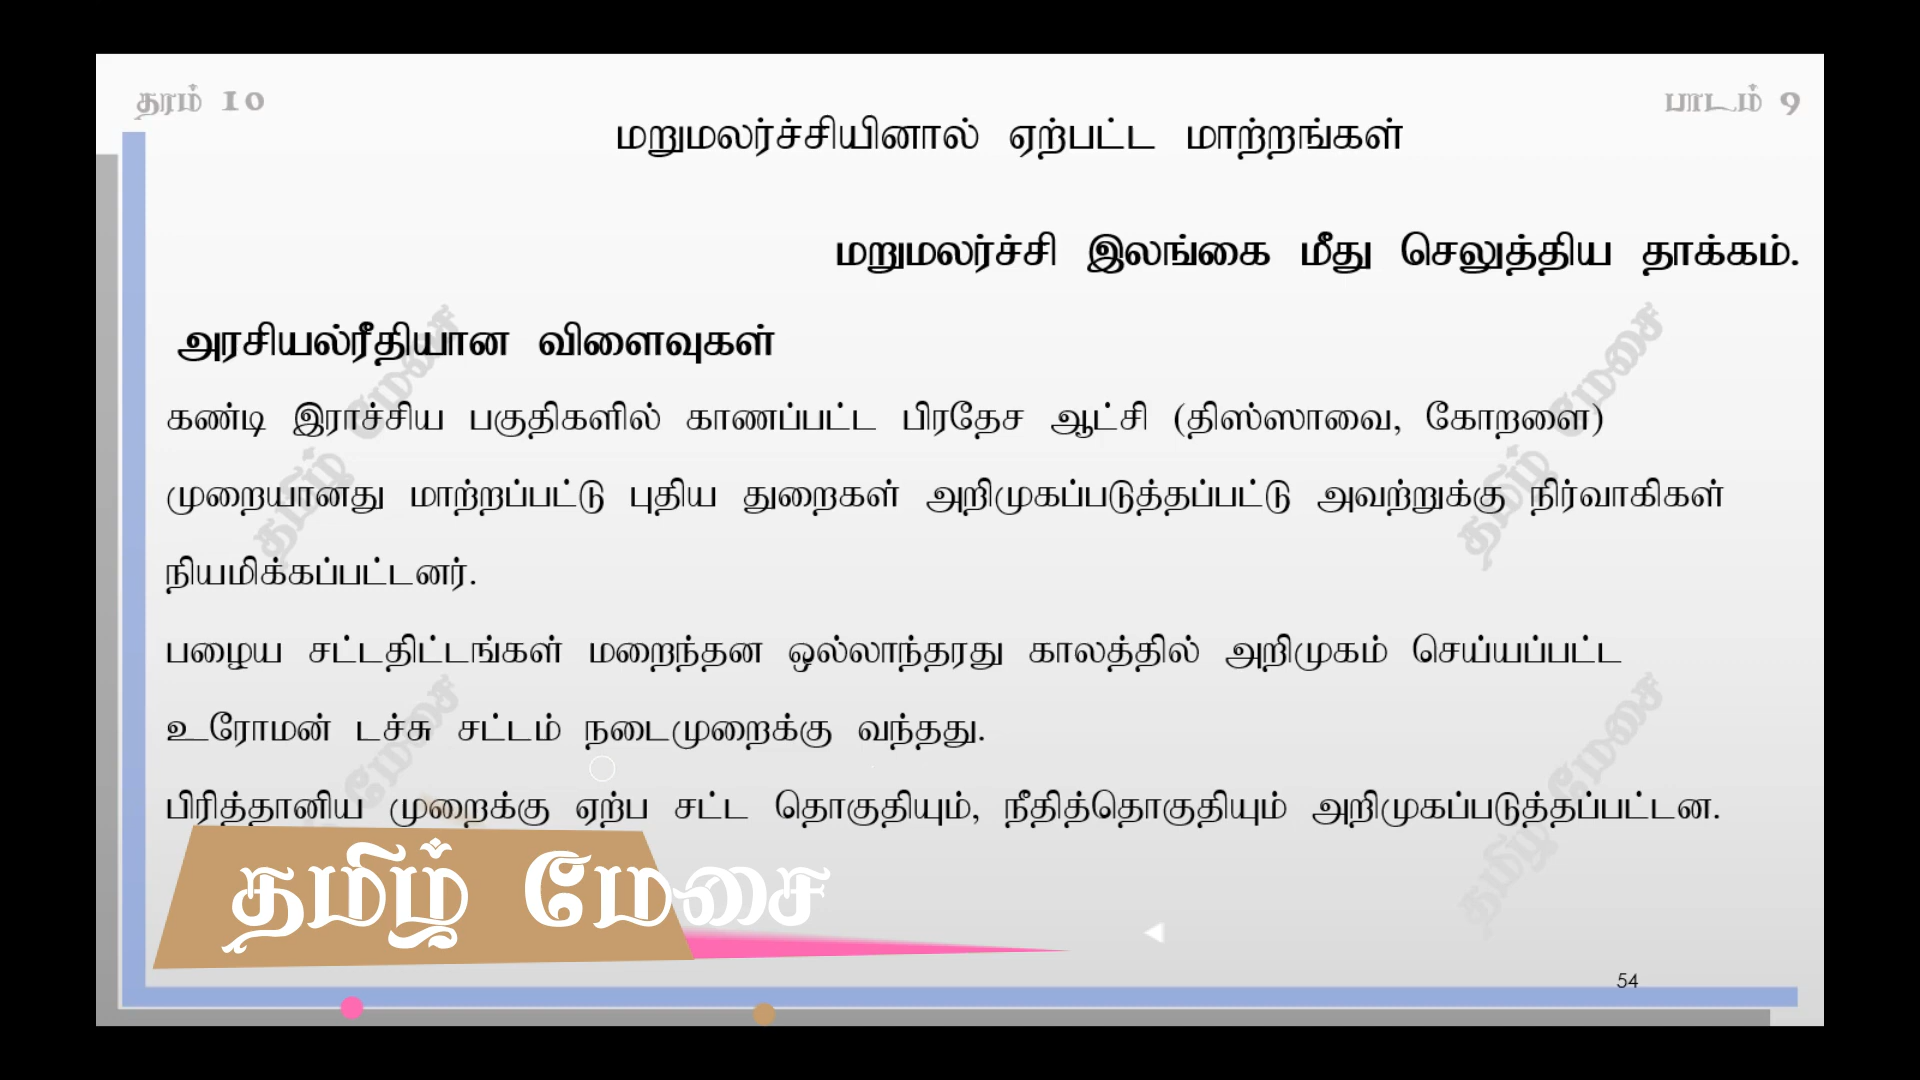 தரம் 10
பாடம் 9
மறுமலர்ச்சியினால் ஏற்பட்ட மாற்றங்கள்
மறுமலர்ச்சி இலங்கை மீது செலுத்திய தாக்கம்.
அரசியல்ரீதியான விளைவுகள்
கண்டி இராச்சிய பகுதிகளில் காணப்பட்ட பிரதேச ஆட்சி (திஸ்ஸாவை, கோறளை)
முறையானது மாற்றப்பட்டு புதிய துறைகள் அறிமுகப்படுத்தப்பட்டு அவற்றுக்கு நிர்வாகிகள்
நியமிக்கப்பட்டனர்.
பழைய சட்டதிட்டங்கள் மறைந்தன ஒல்லாந்தரது காலத்தில் அறிமுகம் செய்யப்பட்ட
உரோமன் டச்சு சட்டம் நடைமுறைக்கு வந்தது.
பிரித்தானிய முறைக்கு ஏற்ப சட்ட தொகுதியும், நீதித்தொகுதியும் அறிமுகப்படுத்தப்பட்டன.
தமிழ் மேசை
தமிழ் மேசை
மேசை
தமிழ் மேசை
தமிழ் மேசை
54